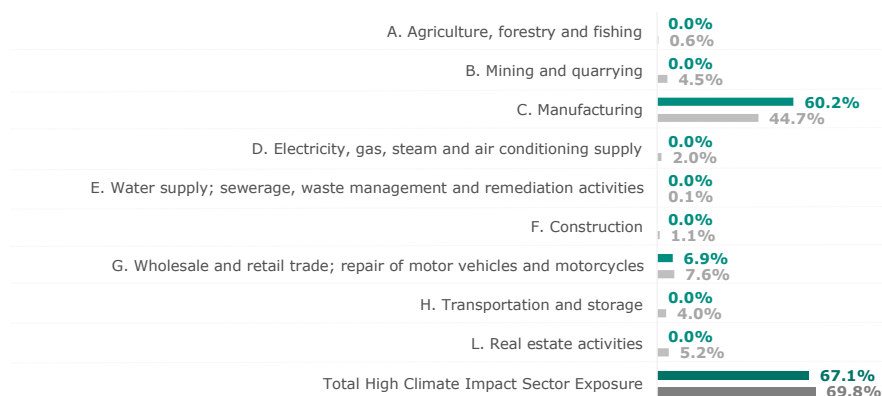 A. Agriculture, forestry and fishing 0.0%
0.6%
B. Mining and quarrying 0.0%
4.5%
C. Manufacturing 60.2%
44.7%
D. Electricity, gas, steam and air conditioning supply 0.0%
2.0%
E. Water supply; sewerage, waste management and remediation activities 0.0%
0.1%
F. Construction 0.0%
1.1%
G. Wholesale and retail trade; repair of motor vehicles and motorcycles 6.9%
7.6%
H. Transportation and storage 0.0%
4.0%
L. Real estate activities 0.0%
5.2%
Total High Climate Impact Sector Exposure 67.1%
69.8%